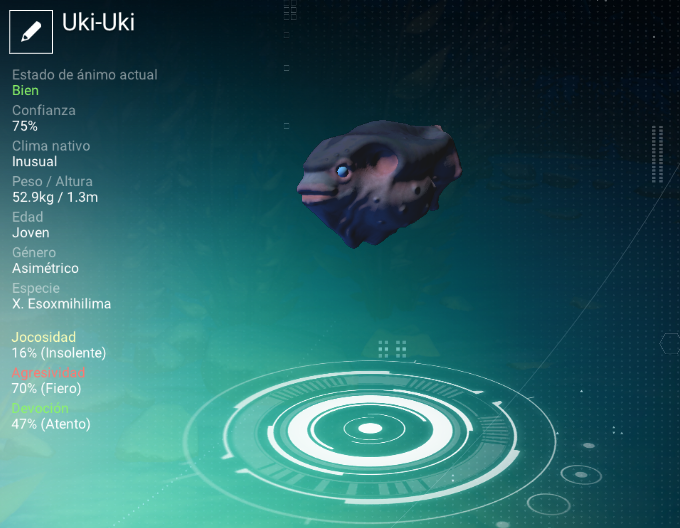 Uki-Uki
Estado de ánimo actual
Bien
Confianza
75%
Clima nativo
Inusual
Peso / Altura
52.9kg / 1.3m
Edad
Joven
Género
Asimétrico
Especie
X. Esoxmihilima
Jocosidad
16% (Insolente)
Agresividad
70% (Fiero)
Devoción
47% (Atento)